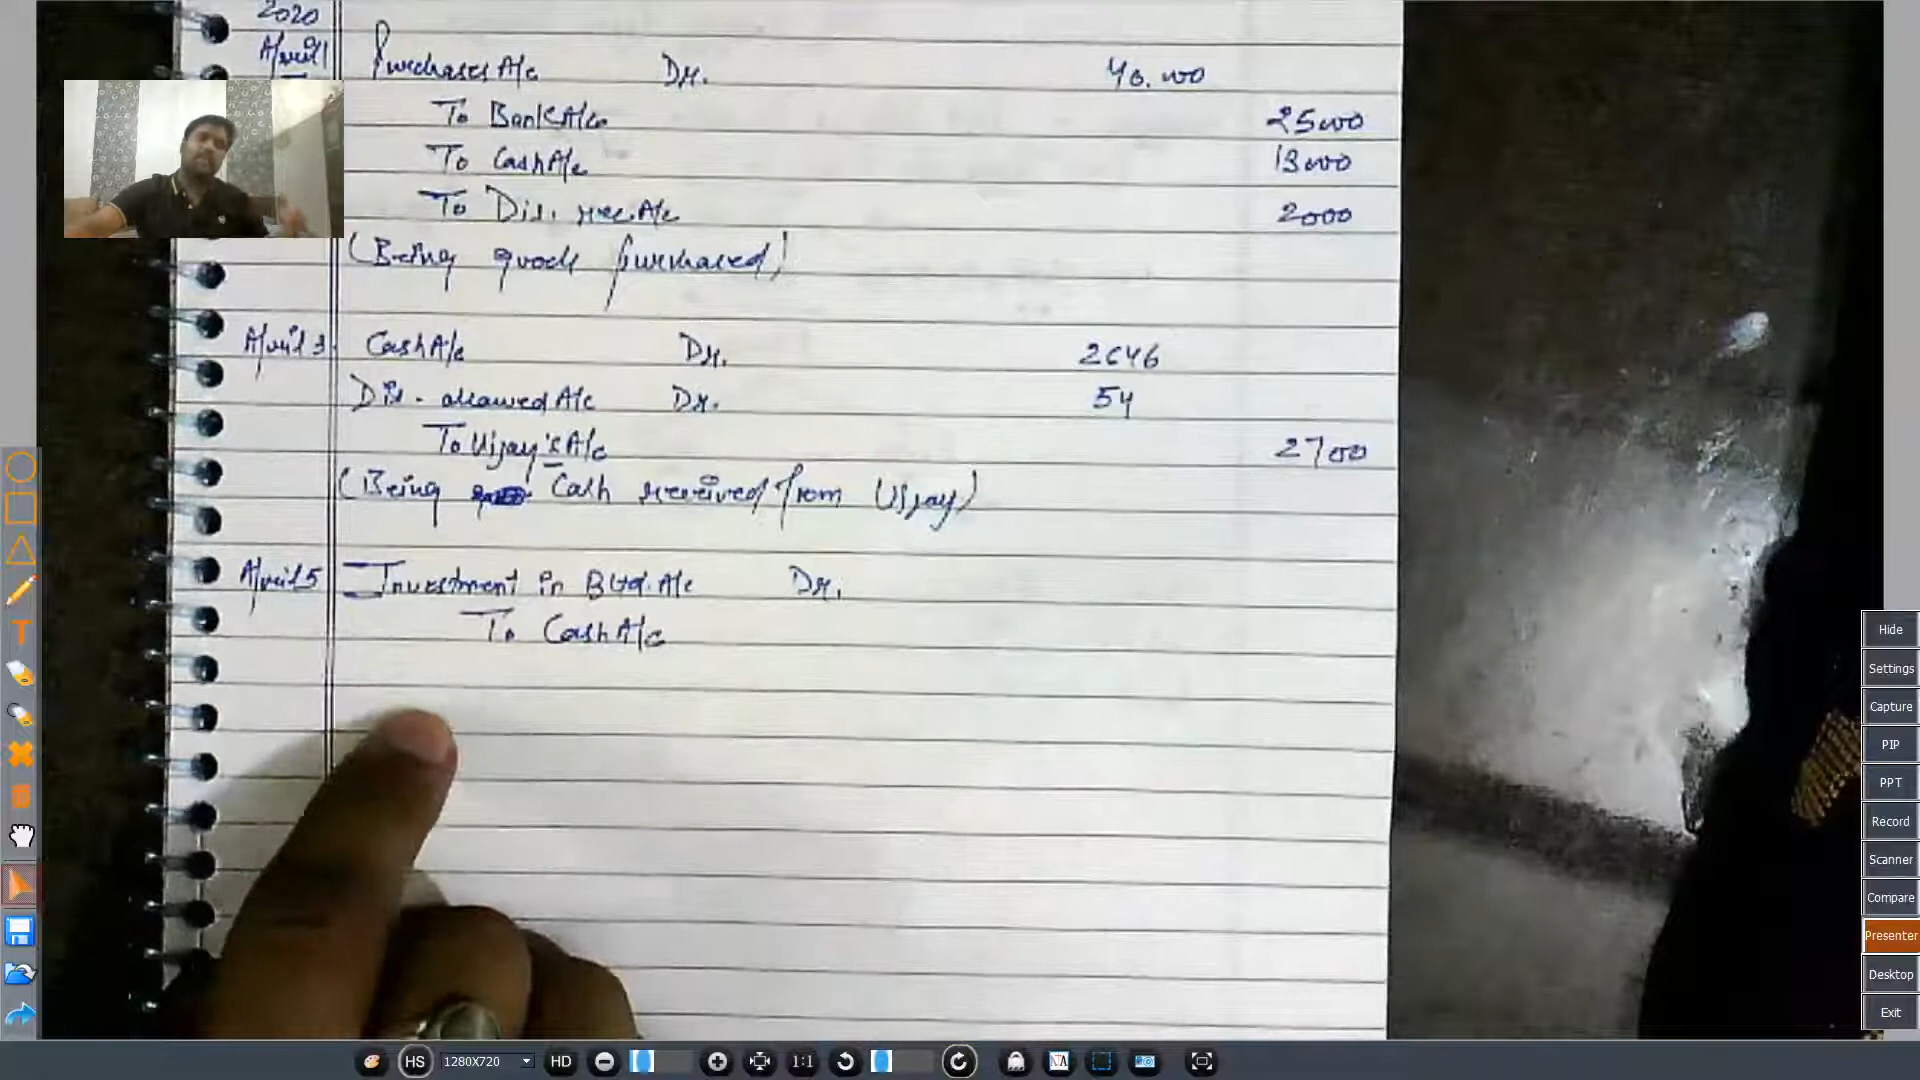 2020
April 1 Purchases A/c Dr. 40,000
To Bank A/c 25000
To Cash A/c 13000
To Dis. rec. A/c 2000
(Being goods purchased)
April 3 Cash A/c Dr. 2646
Dis. allowed A/c Dr. 54
To Vijay's A/c 2700
(Being Cash received from Vijay)
April 5 Investment in Bldg. A/c Dr.
To Cash A/c
T
Hide
Settings
Capture
PIP
PPT
Record
Scanner
Compare
Presenter
Desktop
Exit
HS 1280X720 HD 1:1